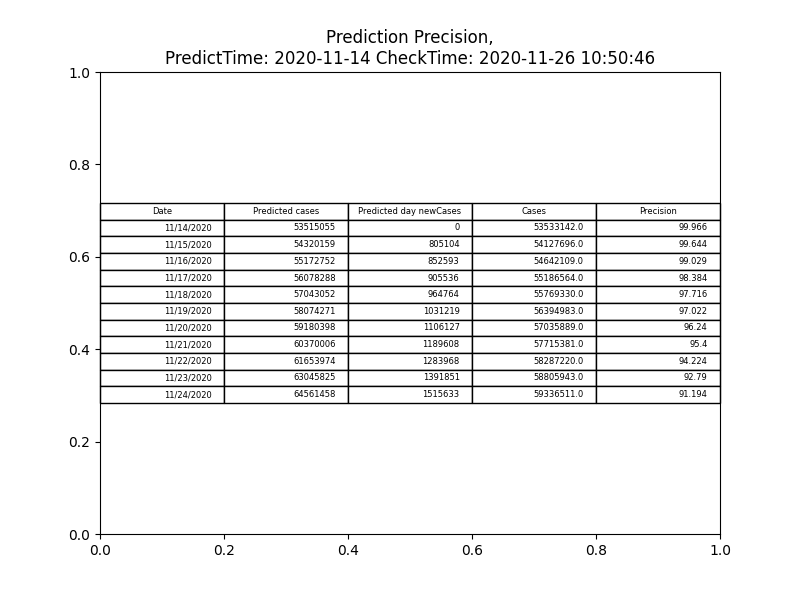 Prediction Precision,
PredictTime: 2020-11-14 CheckTime: 2020-11-26 10:50:46
1.0
0.8
0.6
0.4
0.2
0.0
Date Predicted cases Predicted day newCases Cases Precision
11/14/2020 53515055 0 53533142.0 99.966
11/15/2020 54320159 805104 54127696.0 99.644
11/16/2020 55172752 852593 54642109.0 99.029
11/17/2020 56078288 905536 55186564.0 98.384
11/18/2020 57043052 964764 55769330.0 97.716
11/19/2020 58074271 1031219 56394983.0 97.022
11/20/2020 59180398 1106127 57035889.0 96.24
11/21/2020 60370006 1189608 57715381.0 95.4
11/22/2020 61653974 1283968 58287220.0 94.224
11/23/2020 63045825 1391851 58805943.0 92.79
11/24/2020 64561458 1515633 59336511.0 91.194
0.0 0.2 0.4 0.6 0.8 1.0